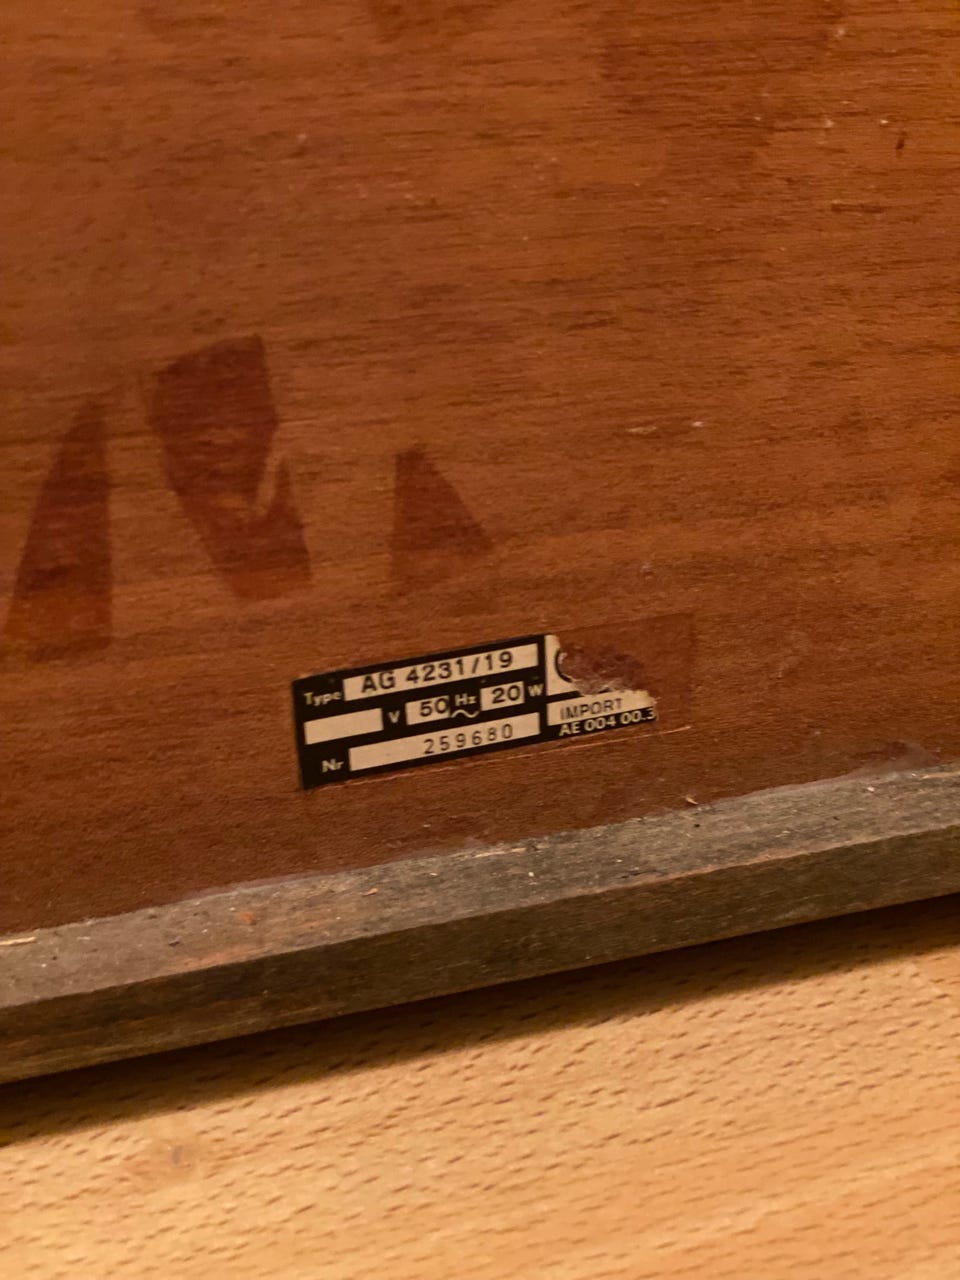 Type AG 4231/19
V 50 Hz 20 W
Nr 259680
IMPORT
AE 004 00.3